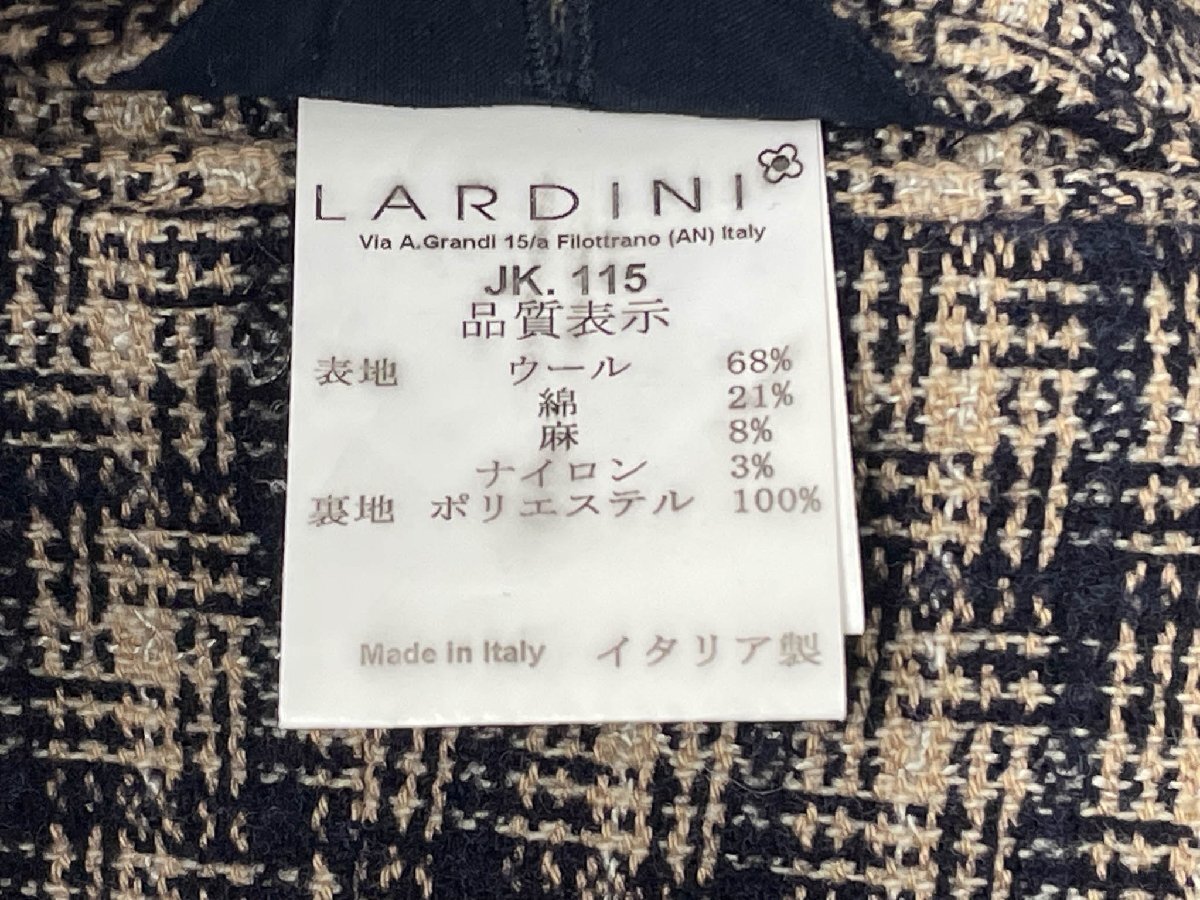 LARDINI
Via A.Grandi 15/a Filottrano (AN) Italy
JK. 115
品質表示
表地 ウール 68%
綿 21%
麻 8%
ナイロン 3%
裏地 ポリエステル 100%
Made in Italy イタリア製